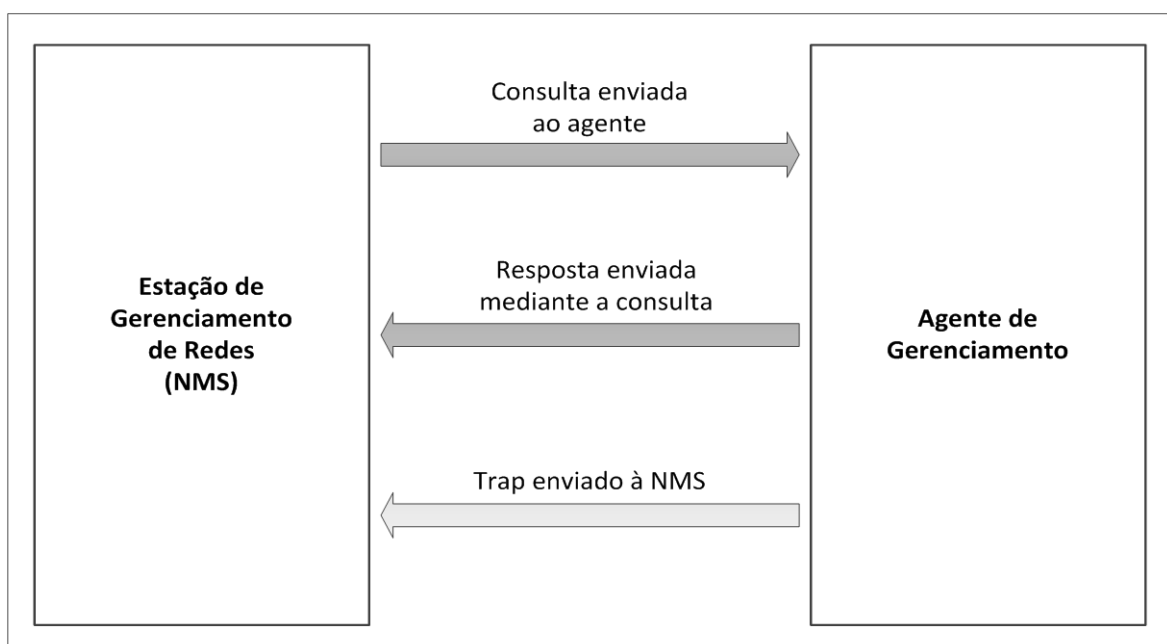 Consulta enviada
ao agente
Resposta enviada
mediante a consulta
Estação de
Gerenciamento
de Redes
(NMS)
Agente de
Gerenciamento
Trap enviado à NMS